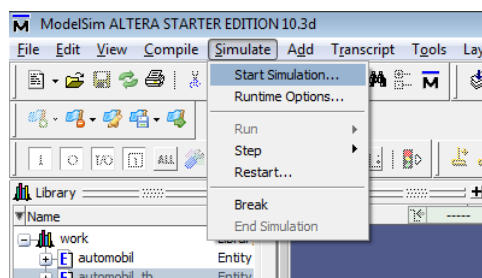 ModelSim ALTERA STARTER EDITION 10.3d
File Edit View Compile Simulate Add Transcript Tools Lay
Start Simulation...
Runtime Options...
Run
Step
Restart...
Break
End Simulation
Library
Name
work
automobil Entity
automobil_tb Entity